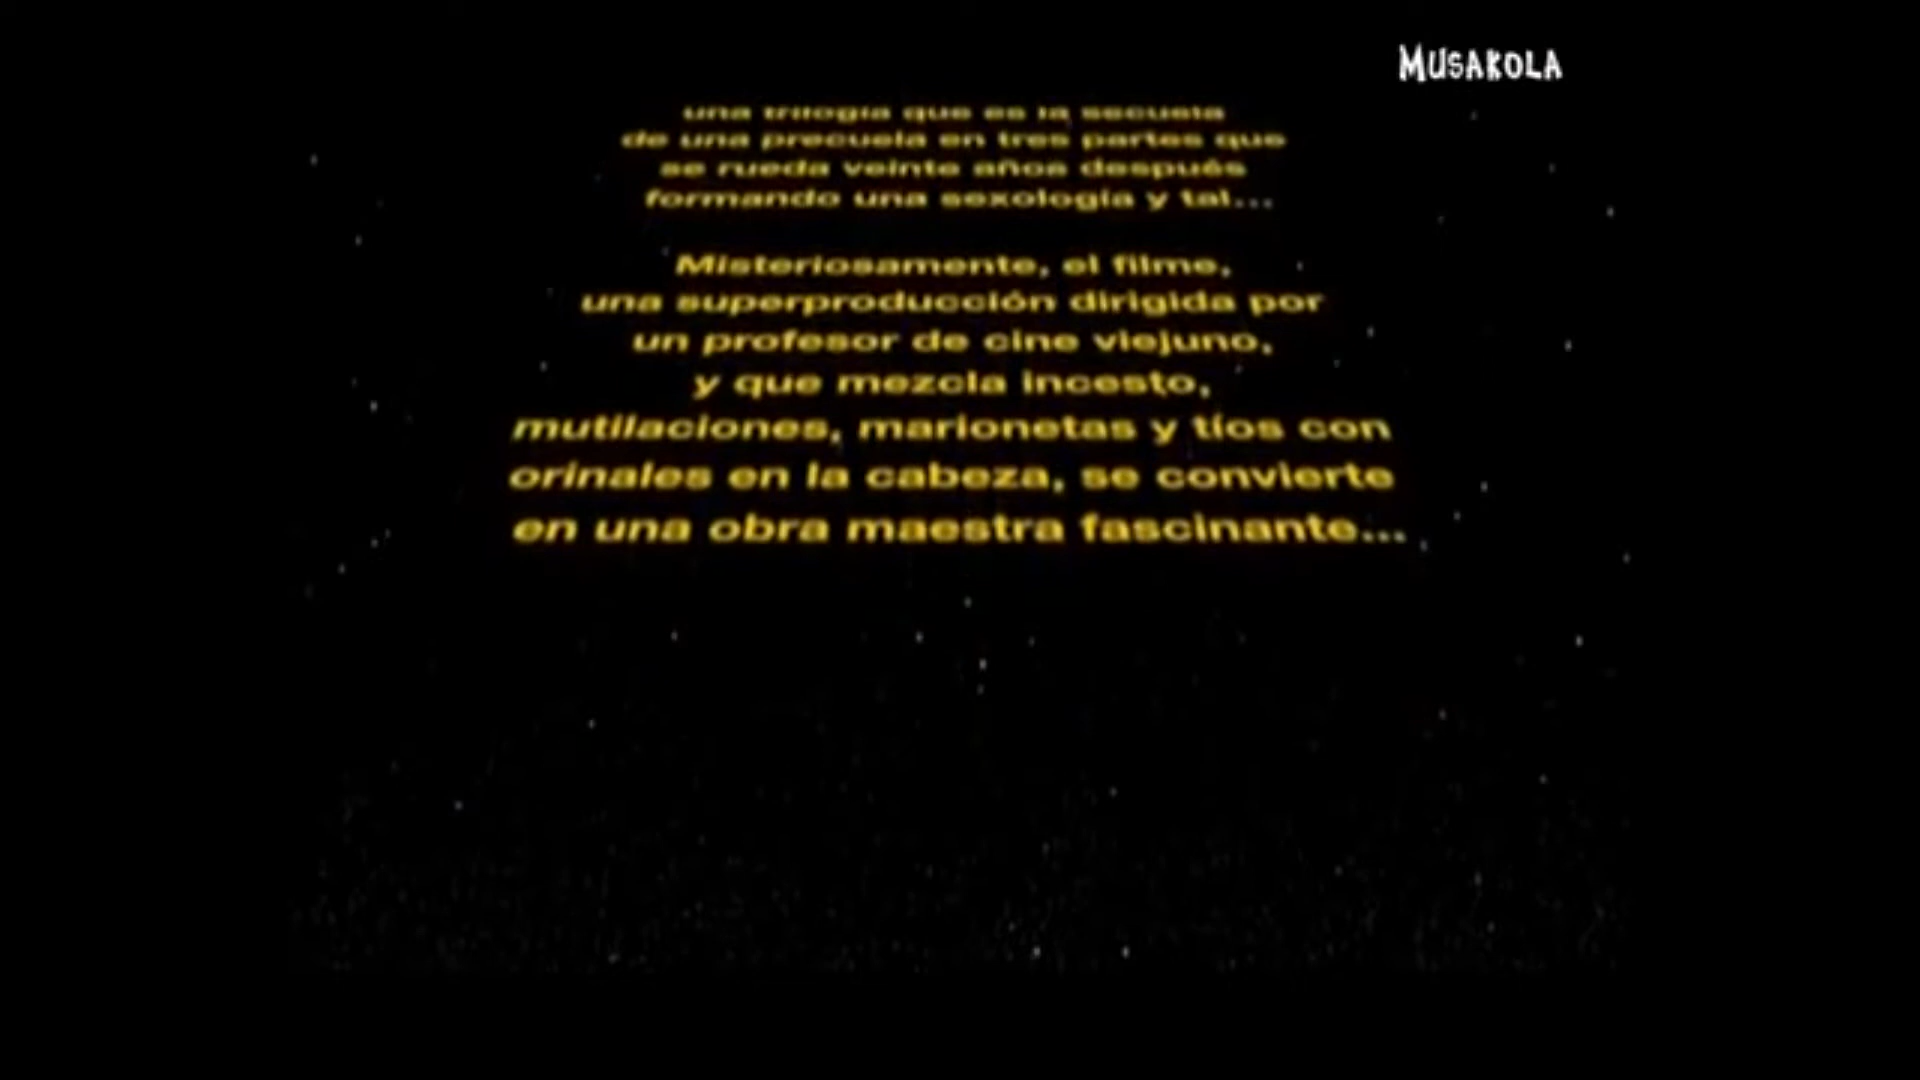 MUSAKOLA
una trilogía que es la secuela
de una precuela en tres partes que
se rueda veinte años después
formando una sexología y tal...
Misteriosamente, el filme,
una superproducción dirigida por
un profesor de cine viejuno,
y que mezcla incesto,
mutilaciones, marionetas y tíos con
orinales en la cabeza, se convierte
en una obra maestra fascinante...